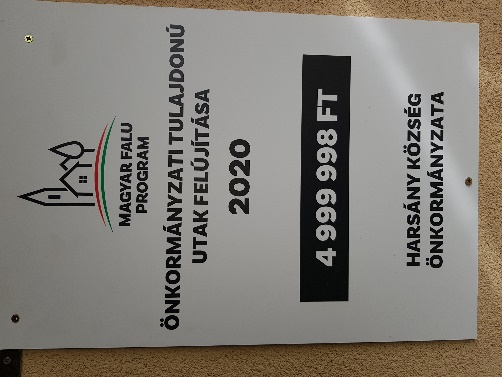 MAGYAR FALU
PROGRAM
ÖNKORMÁNYZATI TULAJDONÚ
UTAK FELÚJÍTÁSA
2020
4 999 998 FT
HARSÁNY KÖZSÉG
ÖNKORMÁNYZATA